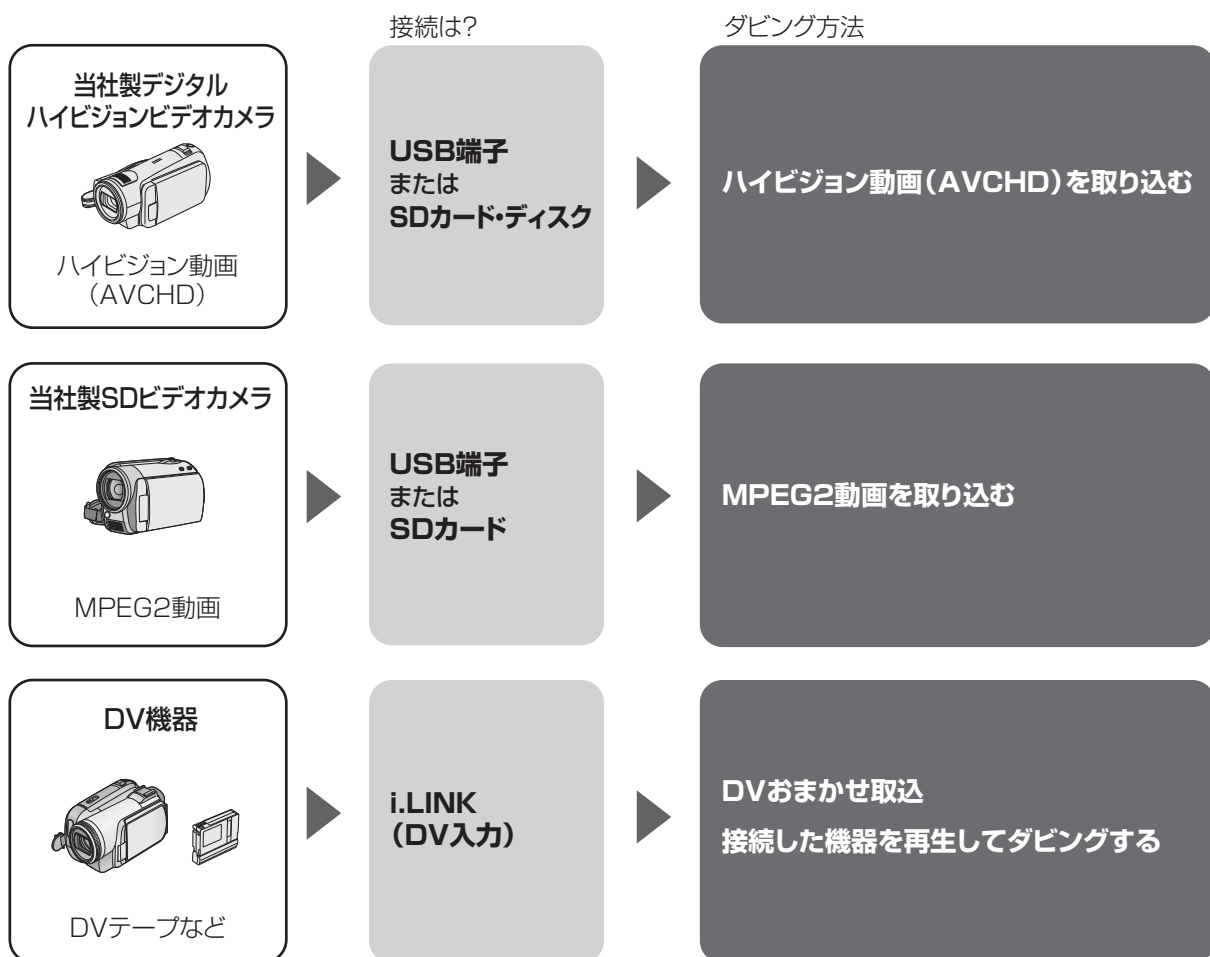 接続は?
ダビング方法
当社製デジタル
ハイビジョンビデオカメラ
ハイビジョン動画
(AVCHD)
USB端子
または
SDカード・ディスク
ハイビジョン動画(AVCHD)を取り込む
当社製SDビデオカメラ
MPEG2動画
USB端子
または
SDカード
MPEG2動画を取り込む
DV機器
DVテープなど
i.LINK
(DV入力)
DVおまかせ取込
接続した機器を再生してダビングする